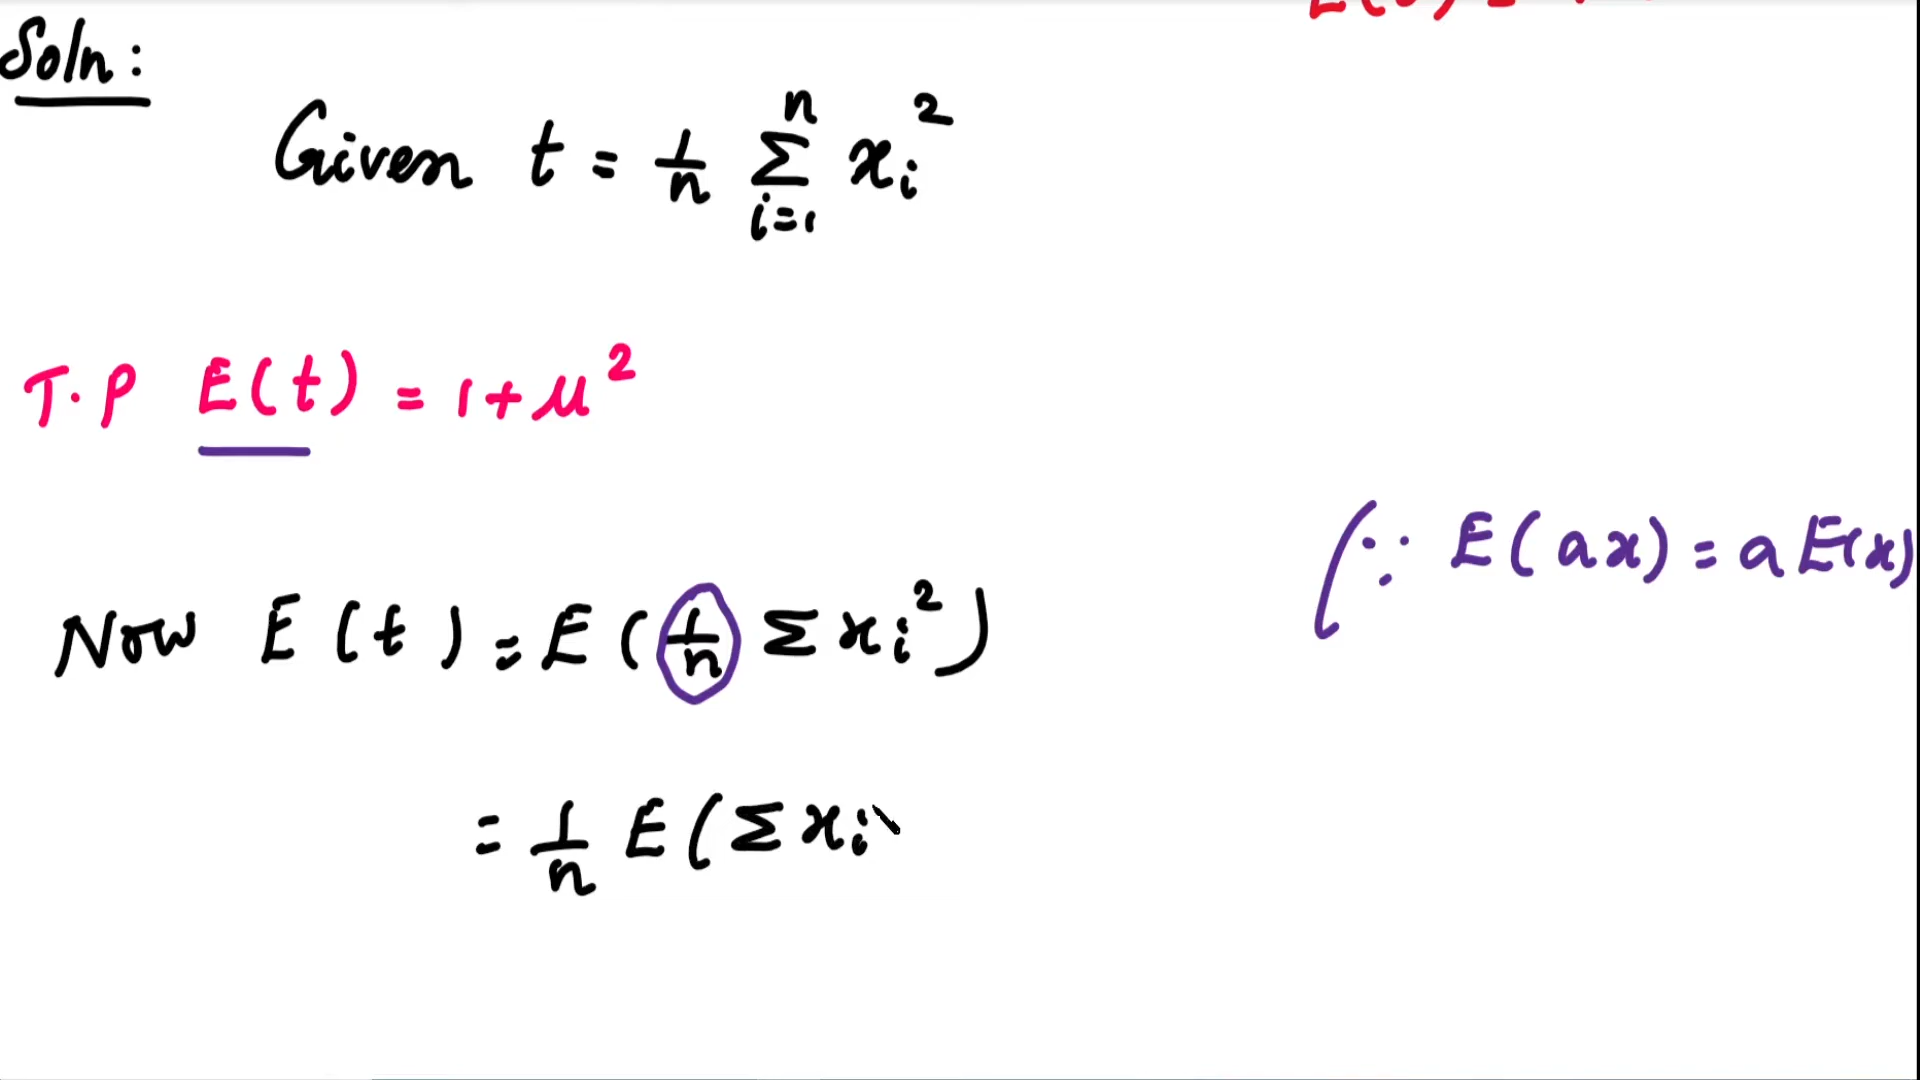 Soln:
Given t = 1/n Σ_{i=1}^{n} x_i^2
T.P E(t) = 1+μ^2
(∵ E(ax) = a E(x)
Now E(t) = E(1/n Σ x_i^2)
= 1/n E(Σ x_i